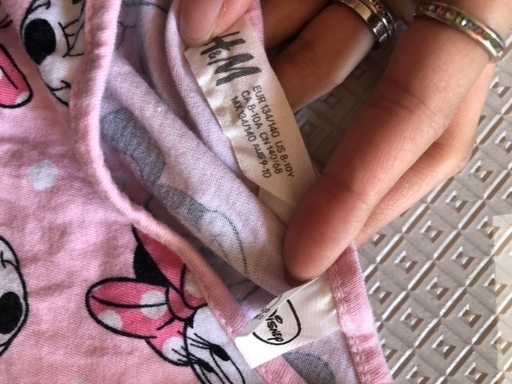 H&M
EUR 134/140 US 8-10Y
CA 8-10A CN 140/68
MX 134/140 AUS 9-10
Disney